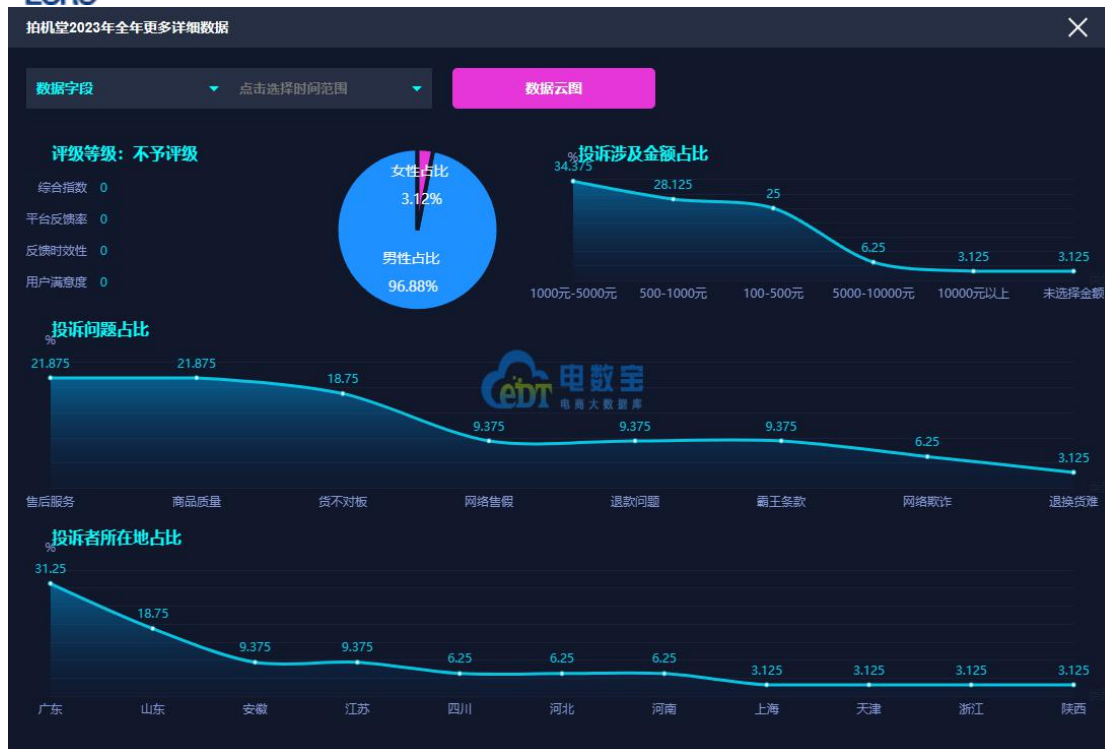 拍机堂2023年全年更多详细数据
数据字段
点击选择时间范围
数据云图
评级等级：不予评级
综合指数 0
平台反馈率 0
反馈时效性 0
用户满意度 0
女性占比
3.12%
男性占比
96.88%
投诉涉及金额占比
%
34.375 28.125 25 6.25 3.125 3.125
1000元-5000元 500-1000元 100-500元 5000-10000元 10000元以上 未选择金额
投诉问题占比
%
21.875 21.875 18.75 9.375 9.375 9.375 6.25 3.125
售后服务 商品质量 货不对板 网络售假 退款问题 霸王条款 网络欺诈 退换货难
eDT 电数宝
电商大数据库
投诉者所在地占比
%
31.25 18.75 9.375 9.375 6.25 6.25 6.25 3.125 3.125 3.125 3.125
广东 山东 安徽 江苏 四川 河北 河南 上海 天津 浙江 陕西